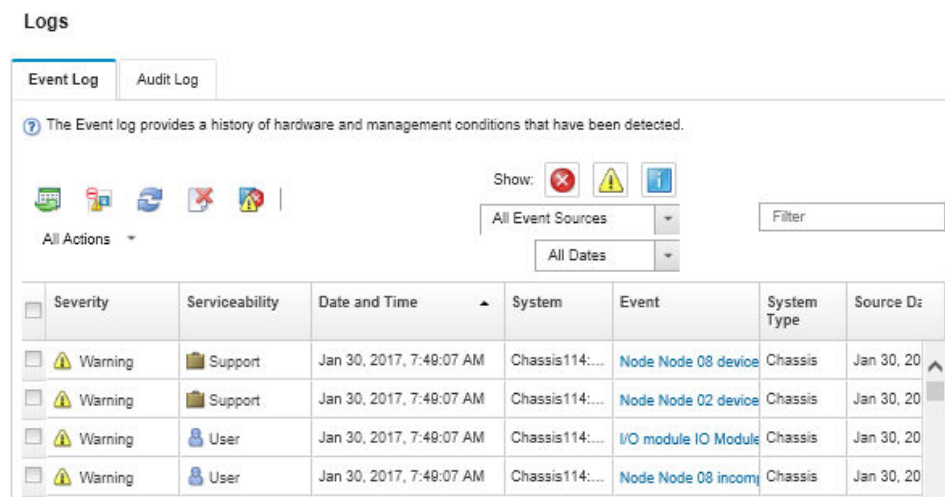 Logs
Event Log
Audit Log
The Event log provides a history of hardware and management conditions that have been detected.
Show:
All Event Sources
Filter
All Actions
All Dates
Severity Serviceability Date and Time System Event System Type Source Da
Warning Support Jan 30, 2017, 7:49:07 AM Chassis114:... Node Node 08 device Chassis Jan 30, 20
Warning Support Jan 30, 2017, 7:49:07 AM Chassis114:... Node Node 02 device Chassis Jan 30, 20
Warning User Jan 30, 2017, 7:49:07 AM Chassis114:... I/O module IO Module Chassis Jan 30, 20
Warning User Jan 30, 2017, 7:49:07 AM Chassis114:... Node Node 08 incomp Chassis Jan 30, 20